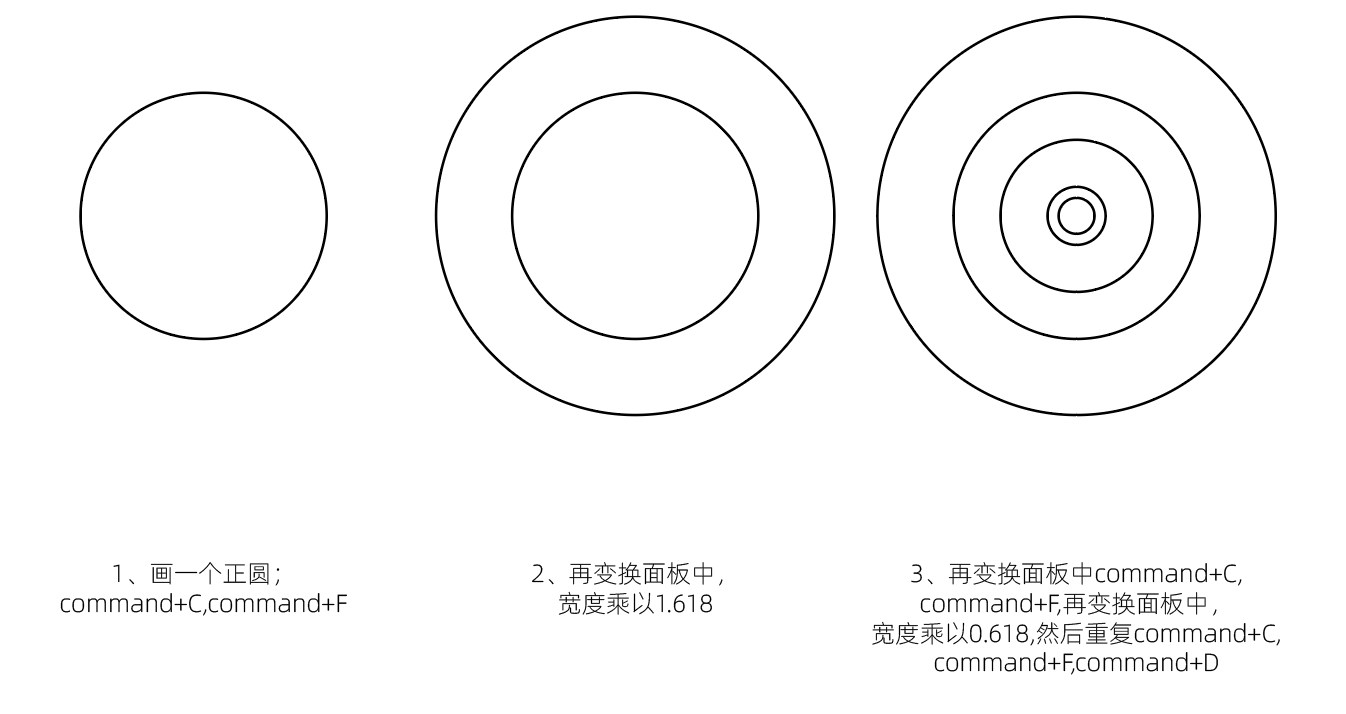 1、画一个正圆；
command+C,command+F
2、再变换面板中，
宽度乘以1.618
3、再变换面板中command+C,
command+F,再变换面板中，
宽度乘以0.618,然后重复command+C,
command+F,command+D